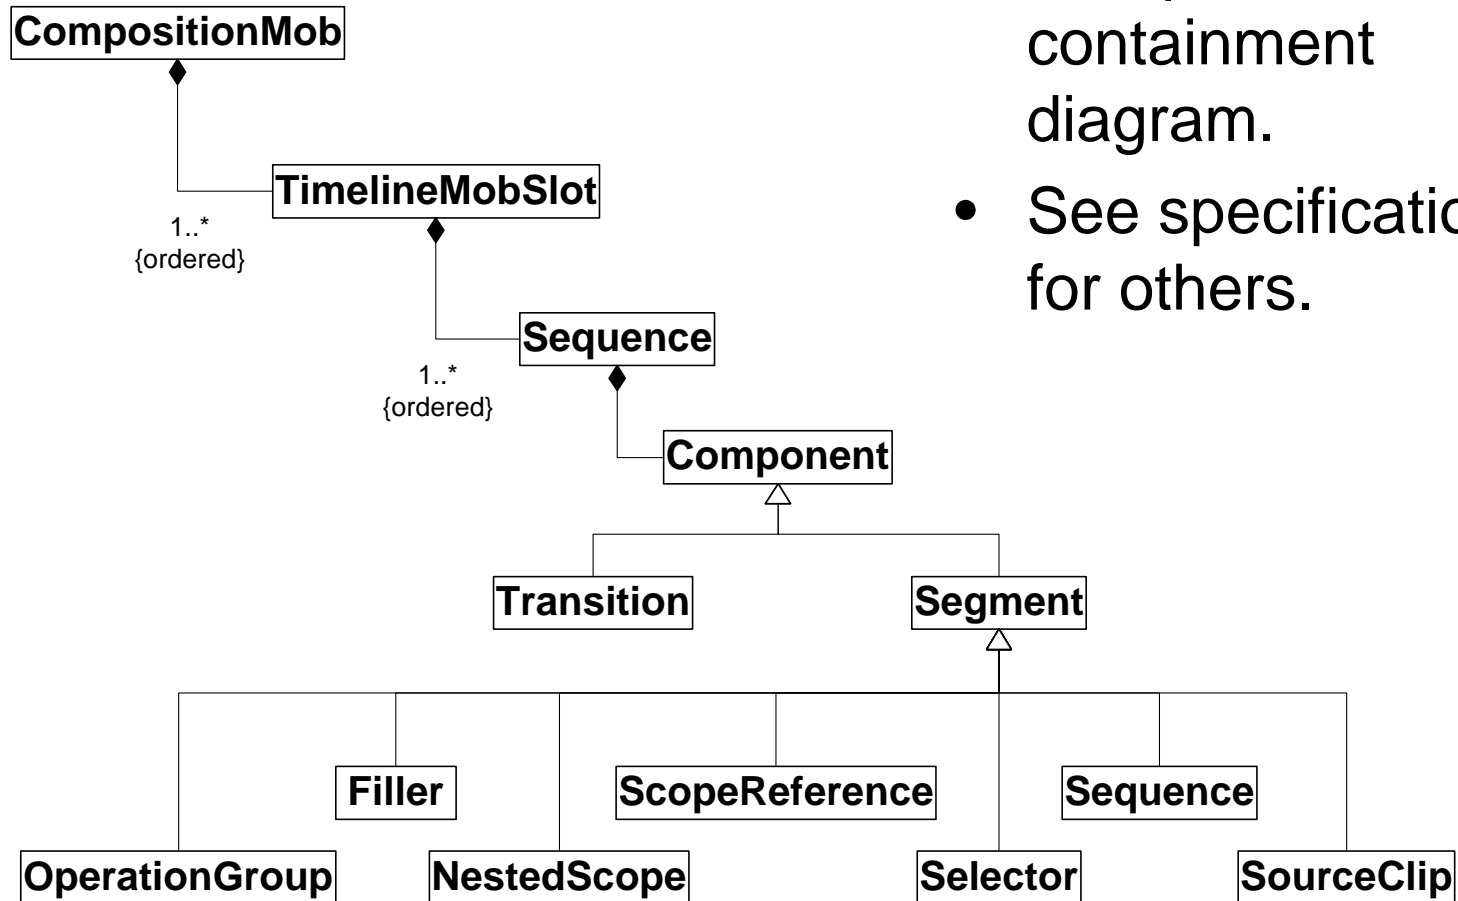 CompositionMob
containment
diagram.
TimelineMobSlot
• See specificatio
for others.
1..*
{ordered}
Sequence
1..*
{ordered}
Component
Transition
Segment
Filler
ScopeReference
Sequence
OperationGroup
NestedScope
Selector
SourceClip